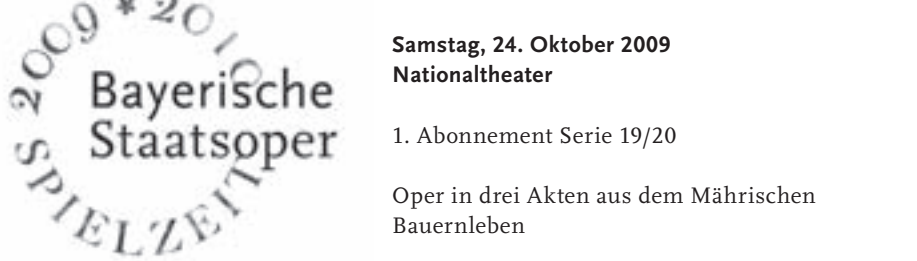 SPIELZEIT 2009 * 2010
Bayerische
Staatsoper
Samstag, 24. Oktober 2009
Nationaltheater
1. Abonnement Serie 19/20
Oper in drei Akten aus dem Mährischen
Bauernleben